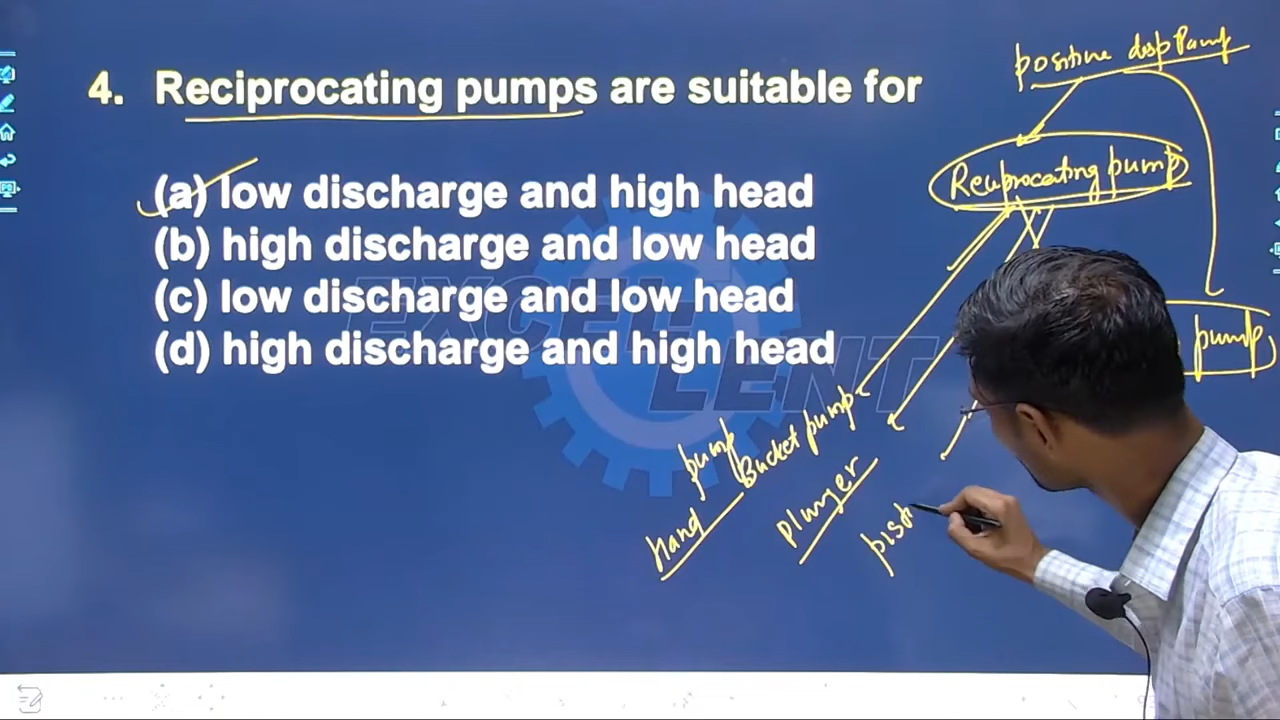 4. Reciprocating pumps are suitable for
(a) low discharge and high head
(b) high discharge and low head
(c) low discharge and low head
(d) high discharge and high head
EXCELLENT
positive disp Pump
Reciprocating pump
pump
Hand pump
Bucket pump
plunger
pist